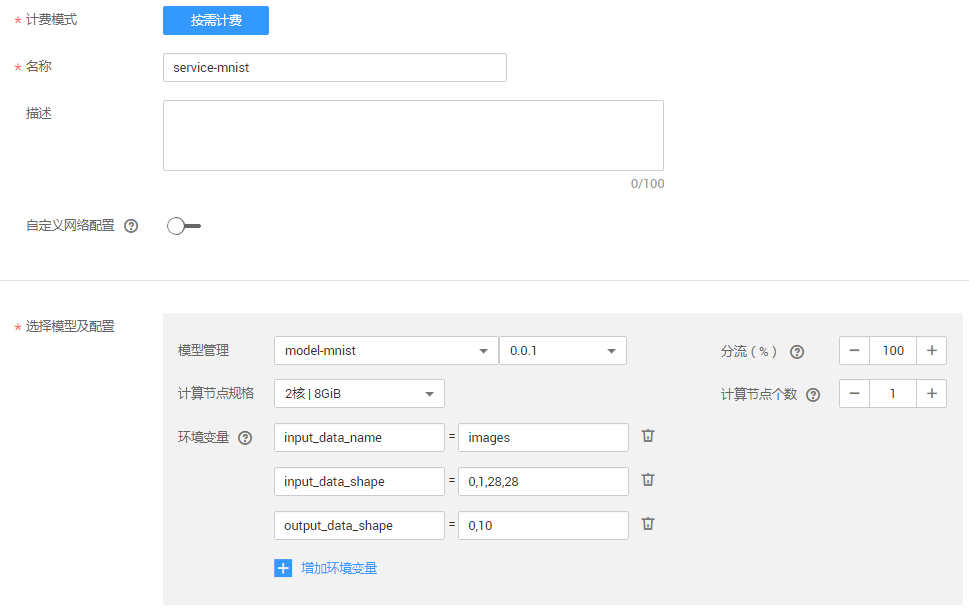 * 计费模式 按需计费
* 名称 service-mnist
描述
0/100
自定义网络配置 ?
* 选择模型及配置
模型管理 model-mnist 0.0.1 分流 ( % ) ? − 100 +
计算节点规格 2核 | 8GiB 计算节点个数 ? − 1 +
环境变量 ? input_data_name = images
input_data_shape = 0,1,28,28
output_data_shape = 0,10
+ 增加环境变量